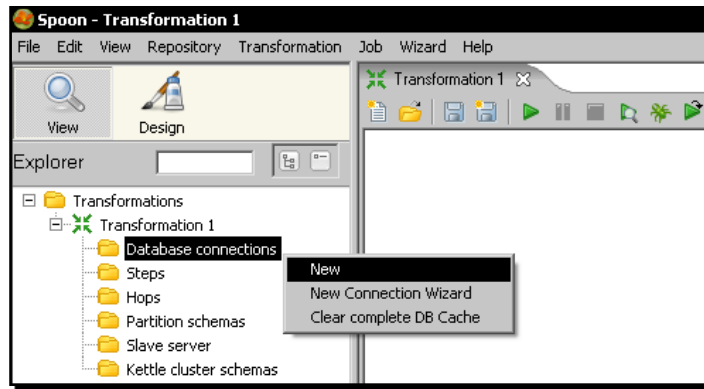 Spoon - Transformation 1
File Edit View Repository Transformation Job Wizard Help
Transformation 1
View Design
Explorer
Transformations
Transformation 1
Database connections
Steps
Hops
Partition schemas
Slave server
Kettle cluster schemas
New
New Connection Wizard
Clear complete DB Cache